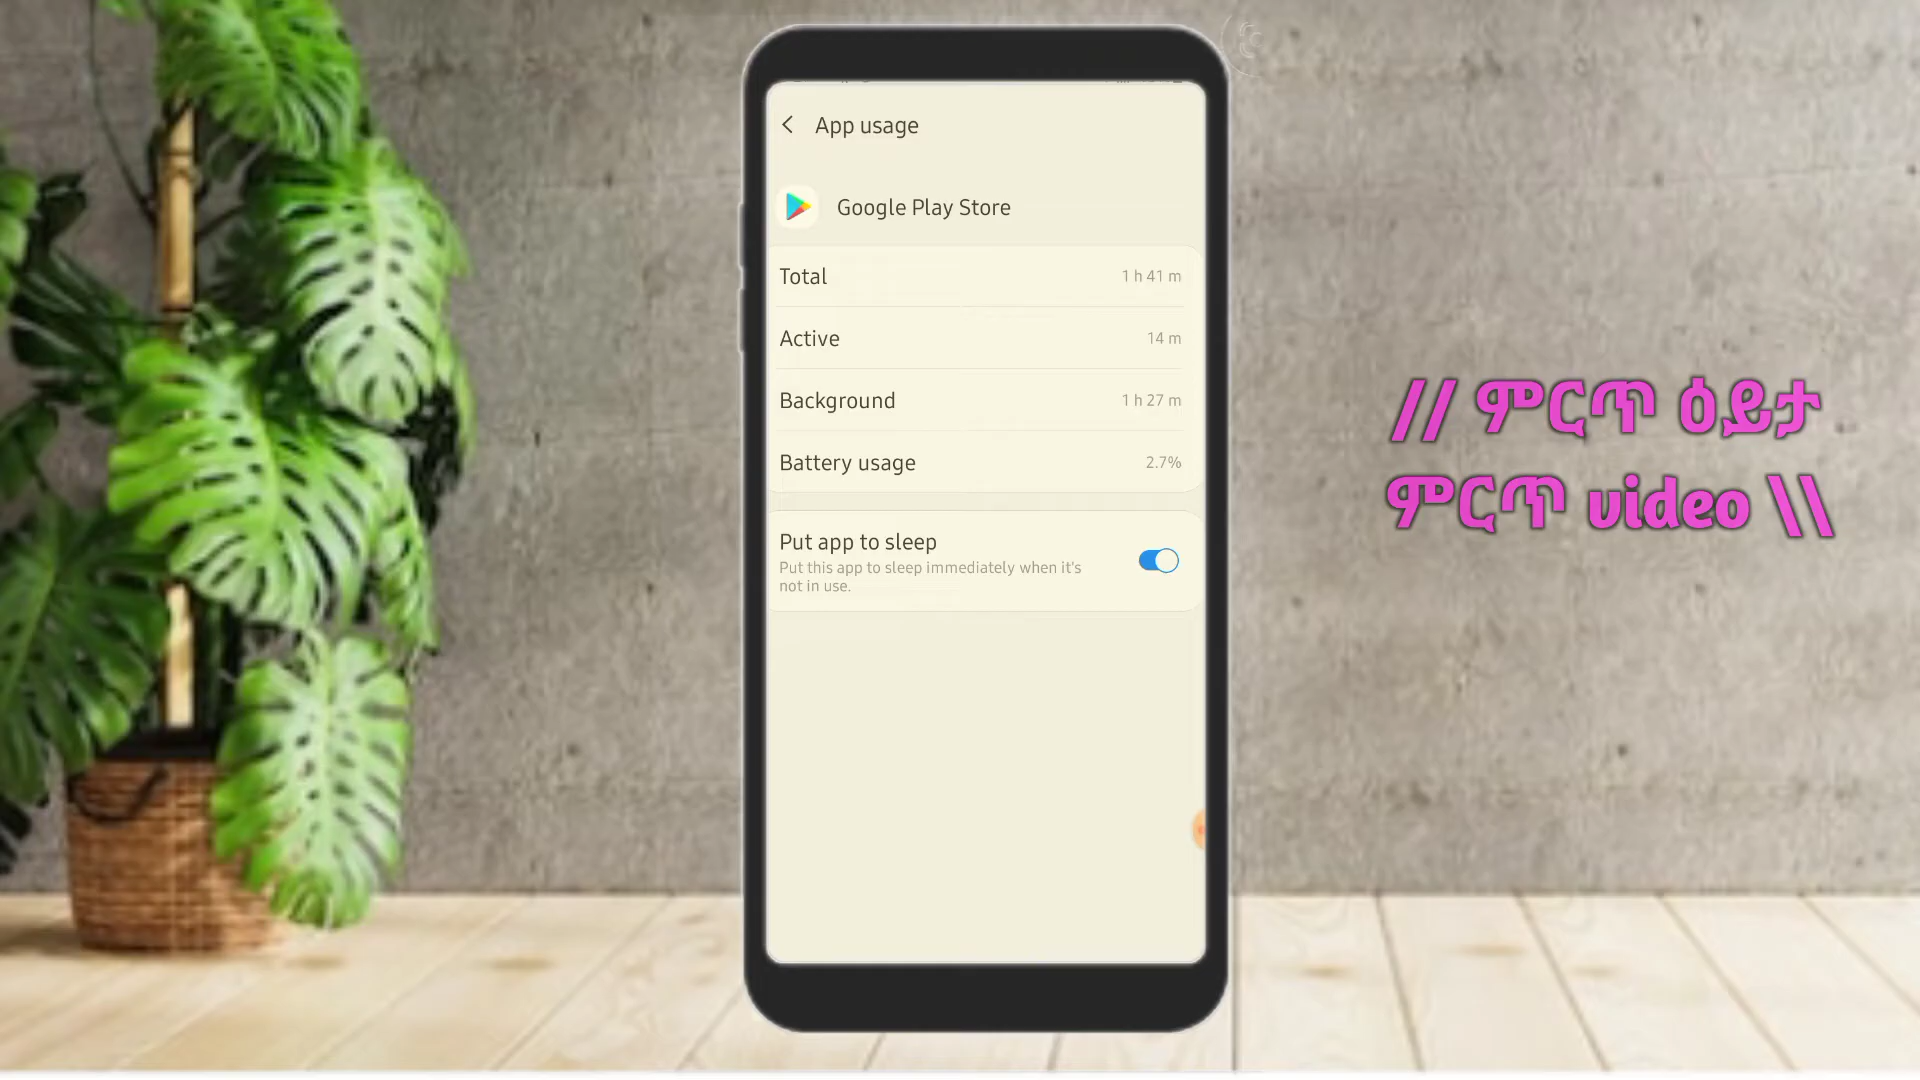 App usage
Google Play Store
Total 1 h 41 m
Active 14 m
Background 1 h 27 m
Battery usage 2.7%
Put app to sleep
Put this app to sleep immediately when it's
not in use.
// ምርጥ ዕይታ
ምርጥ video \\